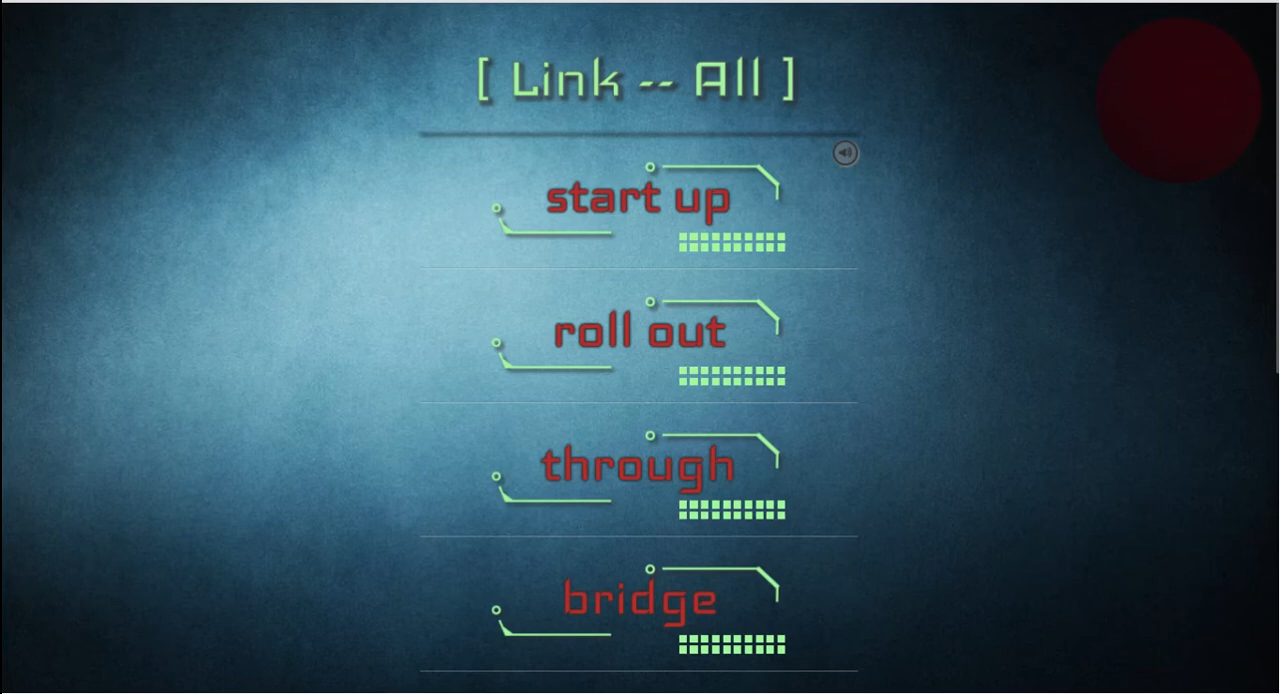 [ Link -- All ]
start up
roll out
through
bridge